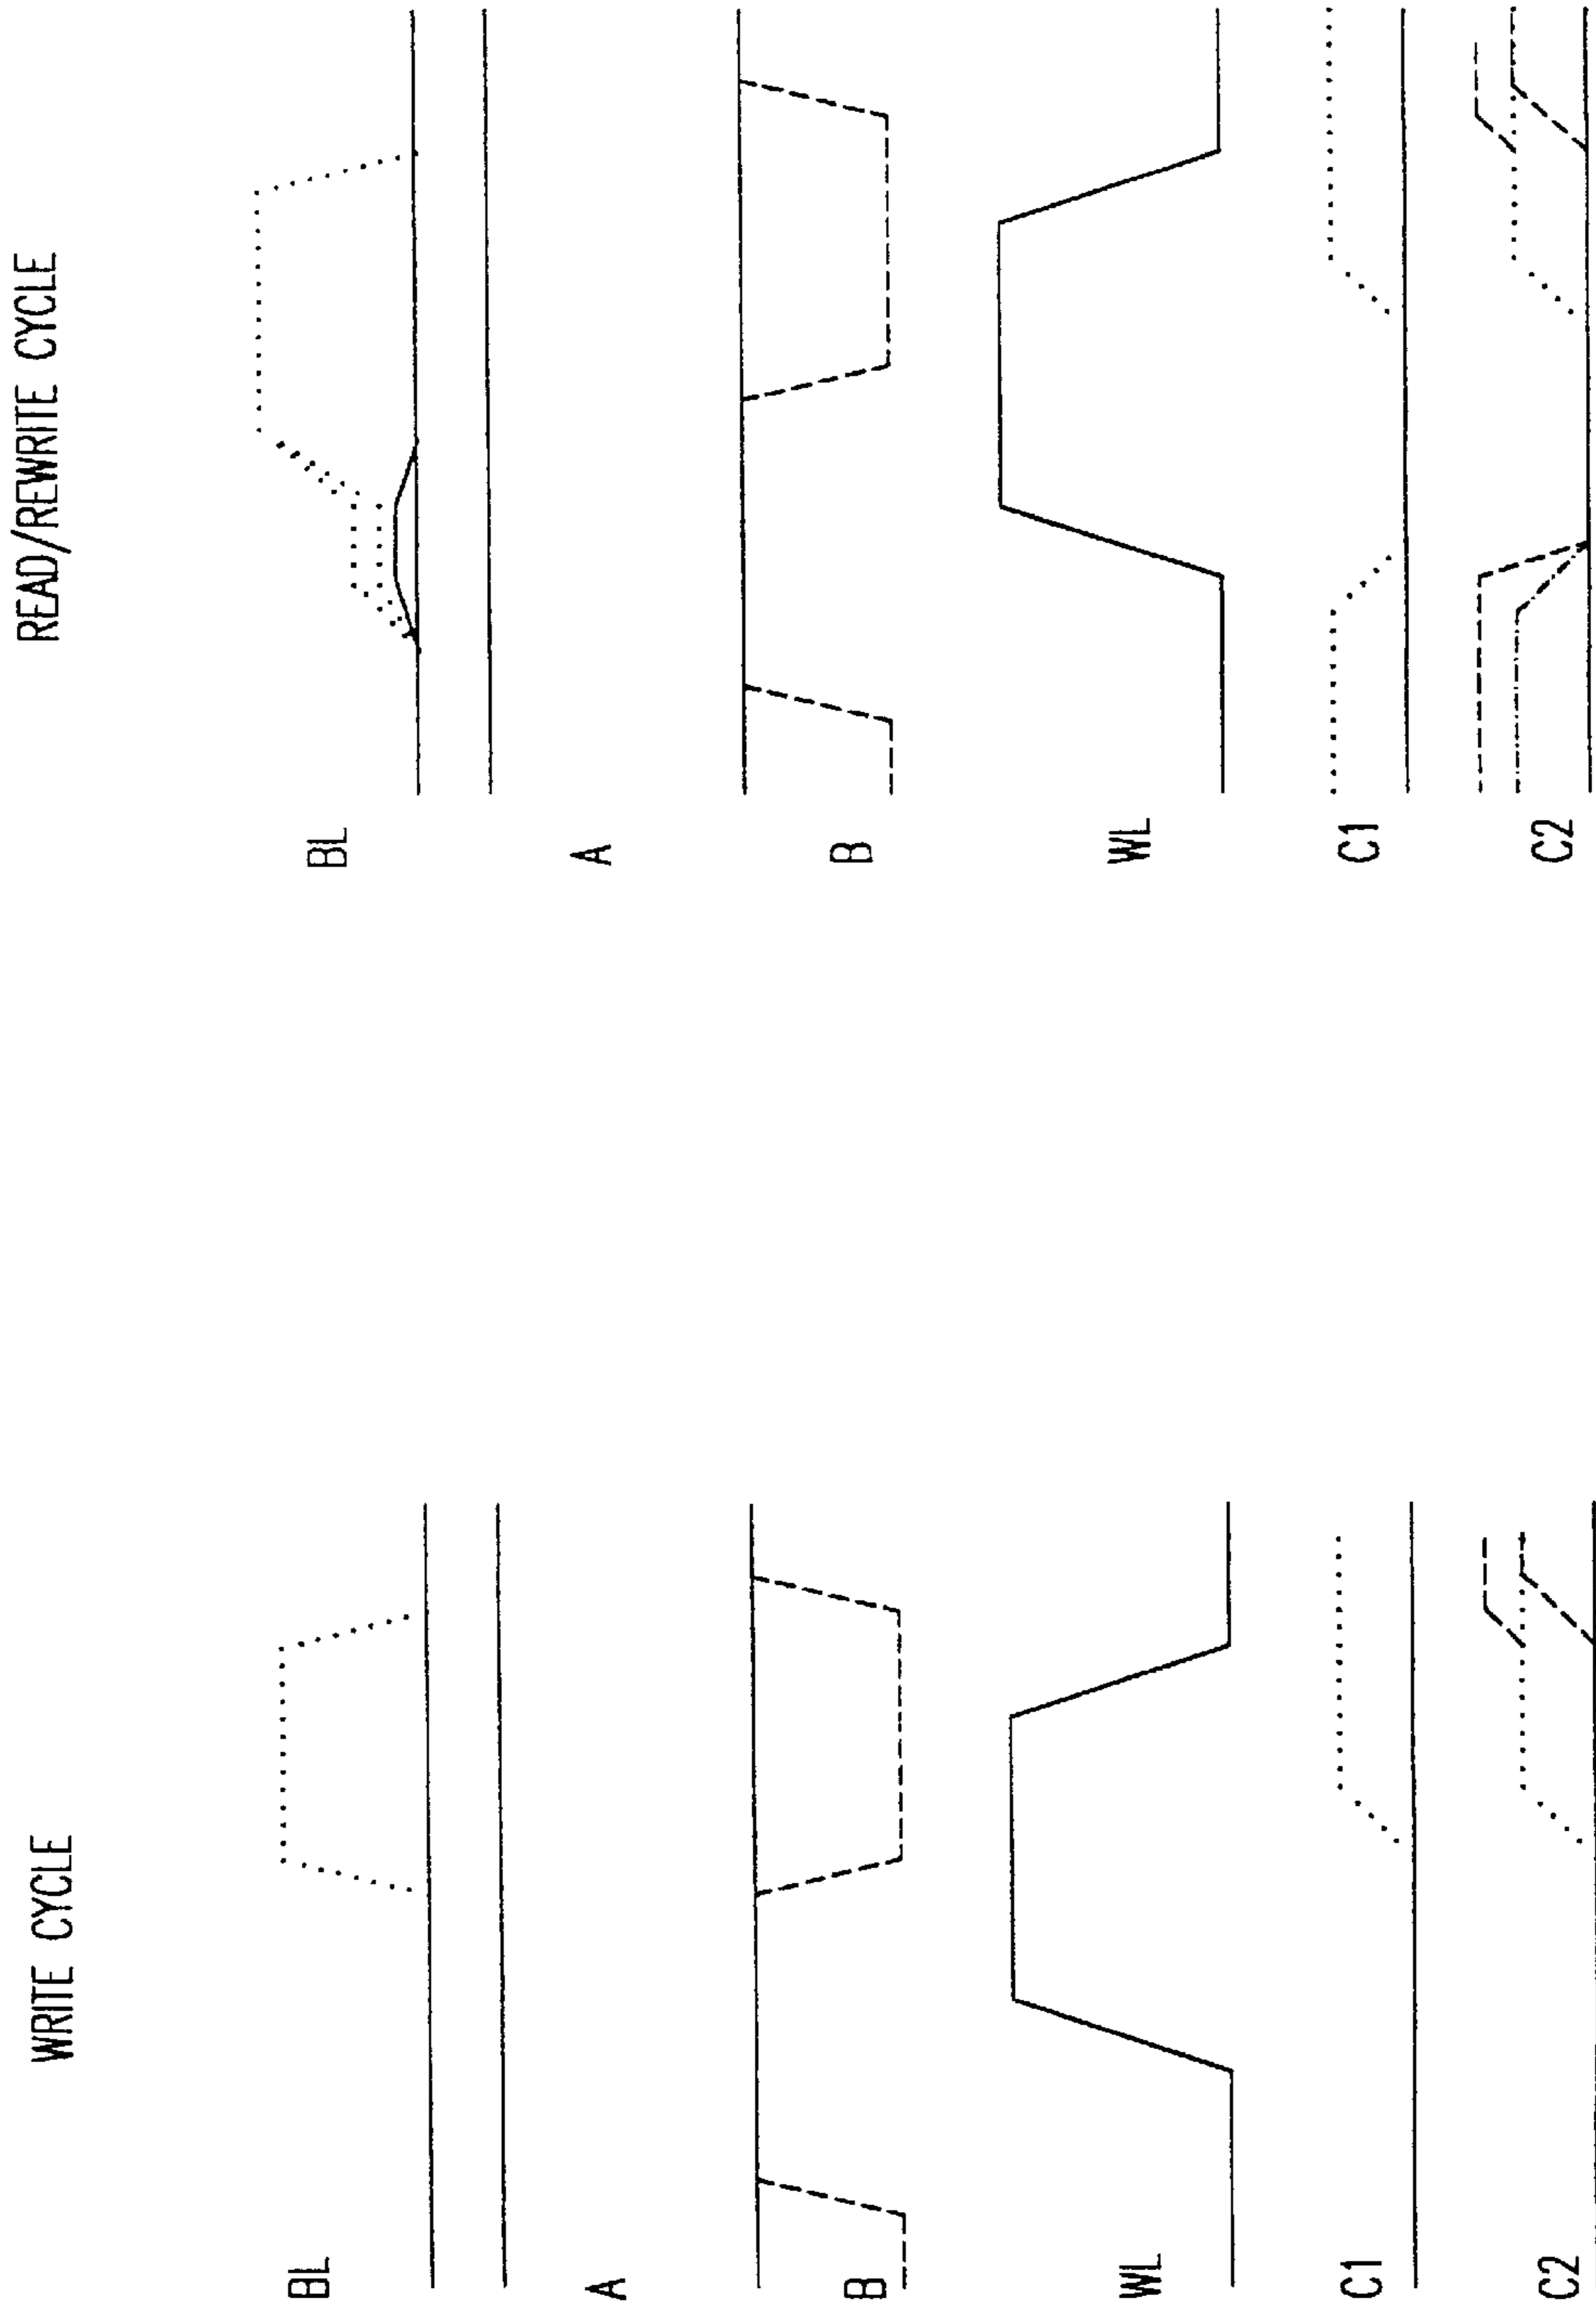 WRITE CYCLE
BL
A
B
WL
C1
C2
READ/REWRITE CYCLE
BL
A
B
WL
C1
C2